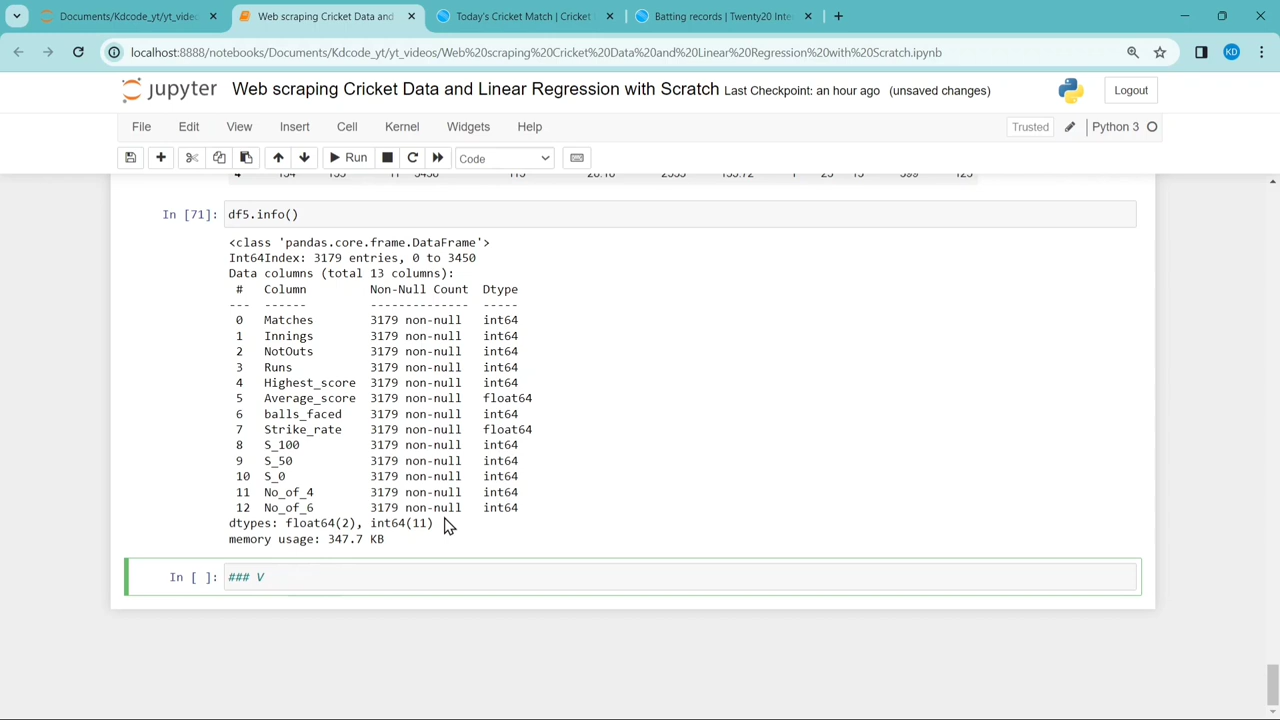 Documents/Kdcode_yt/yt_video
Web scraping Cricket Data and
Today's Cricket Match | Cricket
Batting records | Twenty20 Inte
localhost:8888/notebooks/Documents/Kdcode_yt/yt_videos/Web%20scraping%20Cricket%20Data%20and%20Linear%20Regression%20with%20Scratch.ipynb
KD
jupyter Web scraping Cricket Data and Linear Regression with Scratch Last Checkpoint: an hour ago (unsaved changes) Logout
File Edit View Insert Cell Kernel Widgets Help Trusted Python 3
Run Code
In [71]: df5.info()
<class 'pandas.core.frame.DataFrame'>
Int64Index: 3179 entries, 0 to 3450
Data columns (total 13 columns):
# Column Non-Null Count Dtype
--- ------ -------------- -----
0 Matches 3179 non-null int64
1 Innings 3179 non-null int64
2 NotOuts 3179 non-null int64
3 Runs 3179 non-null int64
4 Highest_score 3179 non-null int64
5 Average_score 3179 non-null float64
6 balls_faced 3179 non-null int64
7 Strike_rate 3179 non-null float64
8 S_100 3179 non-null int64
9 S_50 3179 non-null int64
10 S_0 3179 non-null int64
11 No_of_4 3179 non-null int64
12 No_of_6 3179 non-null int64
dtypes: float64(2), int64(11)
memory usage: 347.7 KB
In [ ]: ### V